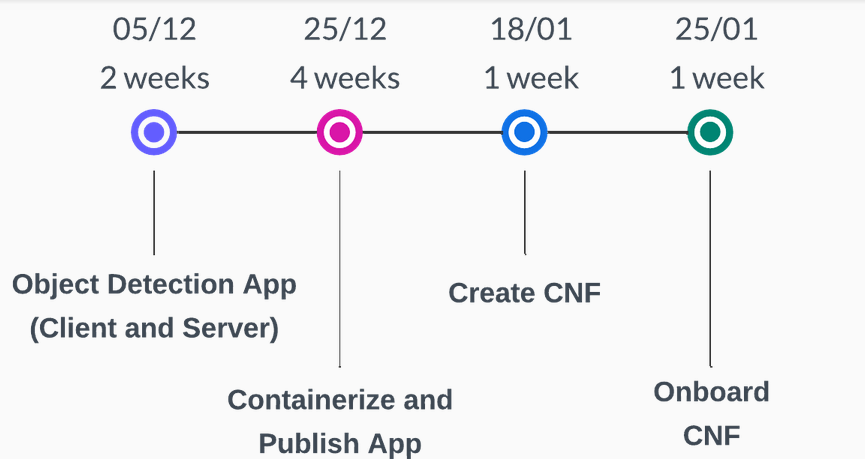 05/12
2 weeks
25/12
4 weeks
18/01
1 week
25/01
1 week
Object Detection App
(Client and Server)
Containerize and
Publish App
Create CNF
Onboard
CNF